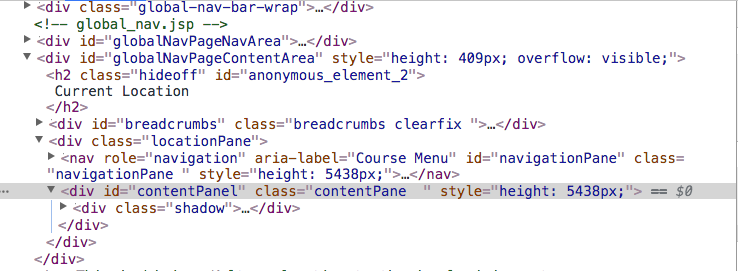 <div class="global-nav-bar-wrap">…</div>
<!-- global_nav.jsp -->
<div id="globalNavPageNavArea">…</div>
<div id="globalNavPageContentArea" style="height: 409px; overflow: visible;">
<h2 class="hideoff" id="anonymous_element_2">
Current Location
</h2>
<div id="breadcrumbs" class="breadcrumbs clearfix ">…</div>
<div class="locationPane">
<nav role="navigation" aria-label="Course Menu" id="navigationPane" class=
"navigationPane " style="height: 5438px;">…</nav>
… <div id="contentPanel" class="contentPane  " style="height: 5438px;"> == $0
<div class="shadow">…</div>
</div>
</div>
</div>